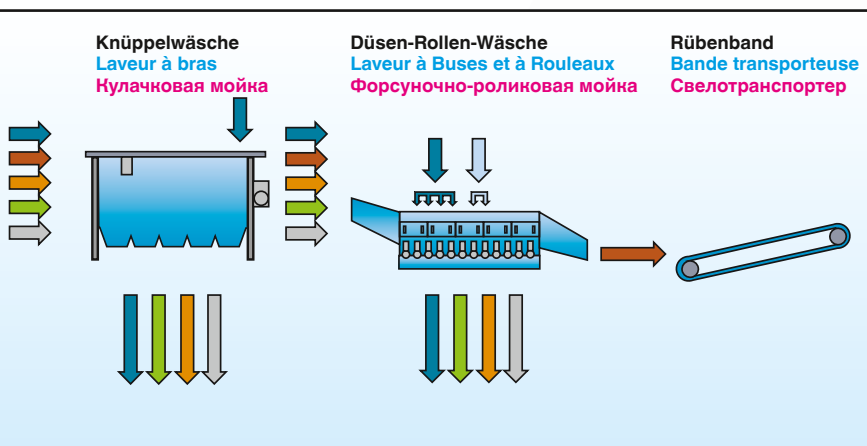 Knüppelwäsche
Laveur à bras
Кулачковая мойка
Düsen-Rollen-Wäsche
Laveur à Buses et à Rouleaux
Форсуночно-роликовая мойка
Rübenband
Bande transporteuse
Свелотранспортер